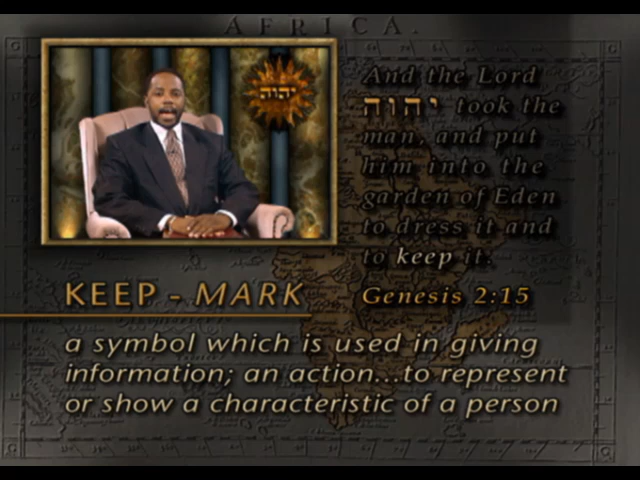 AFRICA.
יהוה
And the Lord
יהוה took the
man, and put
him into the
garden of Eden
to dress it and
to keep it.
Genesis 2:15
KEEP - MARK
a symbol which is used in giving
information; an action...to represent
or show a characteristic of a person